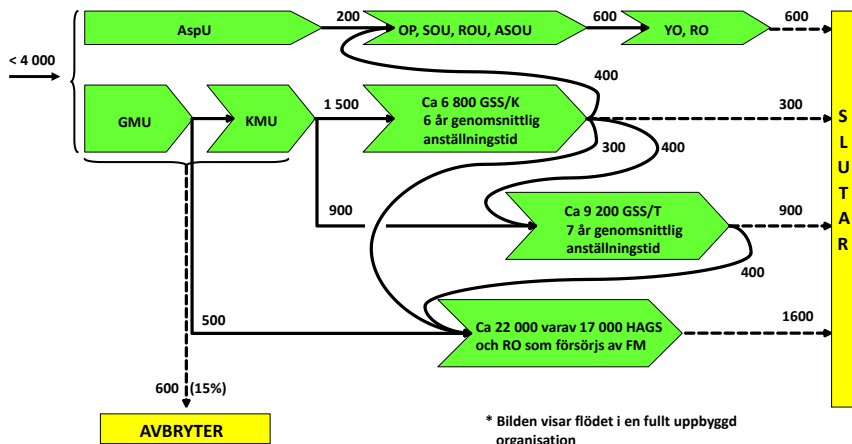 200
600
600
AspU
OP, SOU, ROU, ASOU
YO, RO
< 4 000
400
1 500
300
GMU
KMU
Ca 6 800 GSS/K
6 år genomsnittlig
anställningstid
300
400
900
Ca 9 200 GSS/T
7 år genomsnittlig
anställningstid
900
400
500
Ca 22 000 varav 17 000 HAGS
och RO som försörjs av FM
1600
600 (15%)
AVBRYTER
S
L
U
T
A
R
* Bilden visar flödet i en fullt uppbyggd
organisation